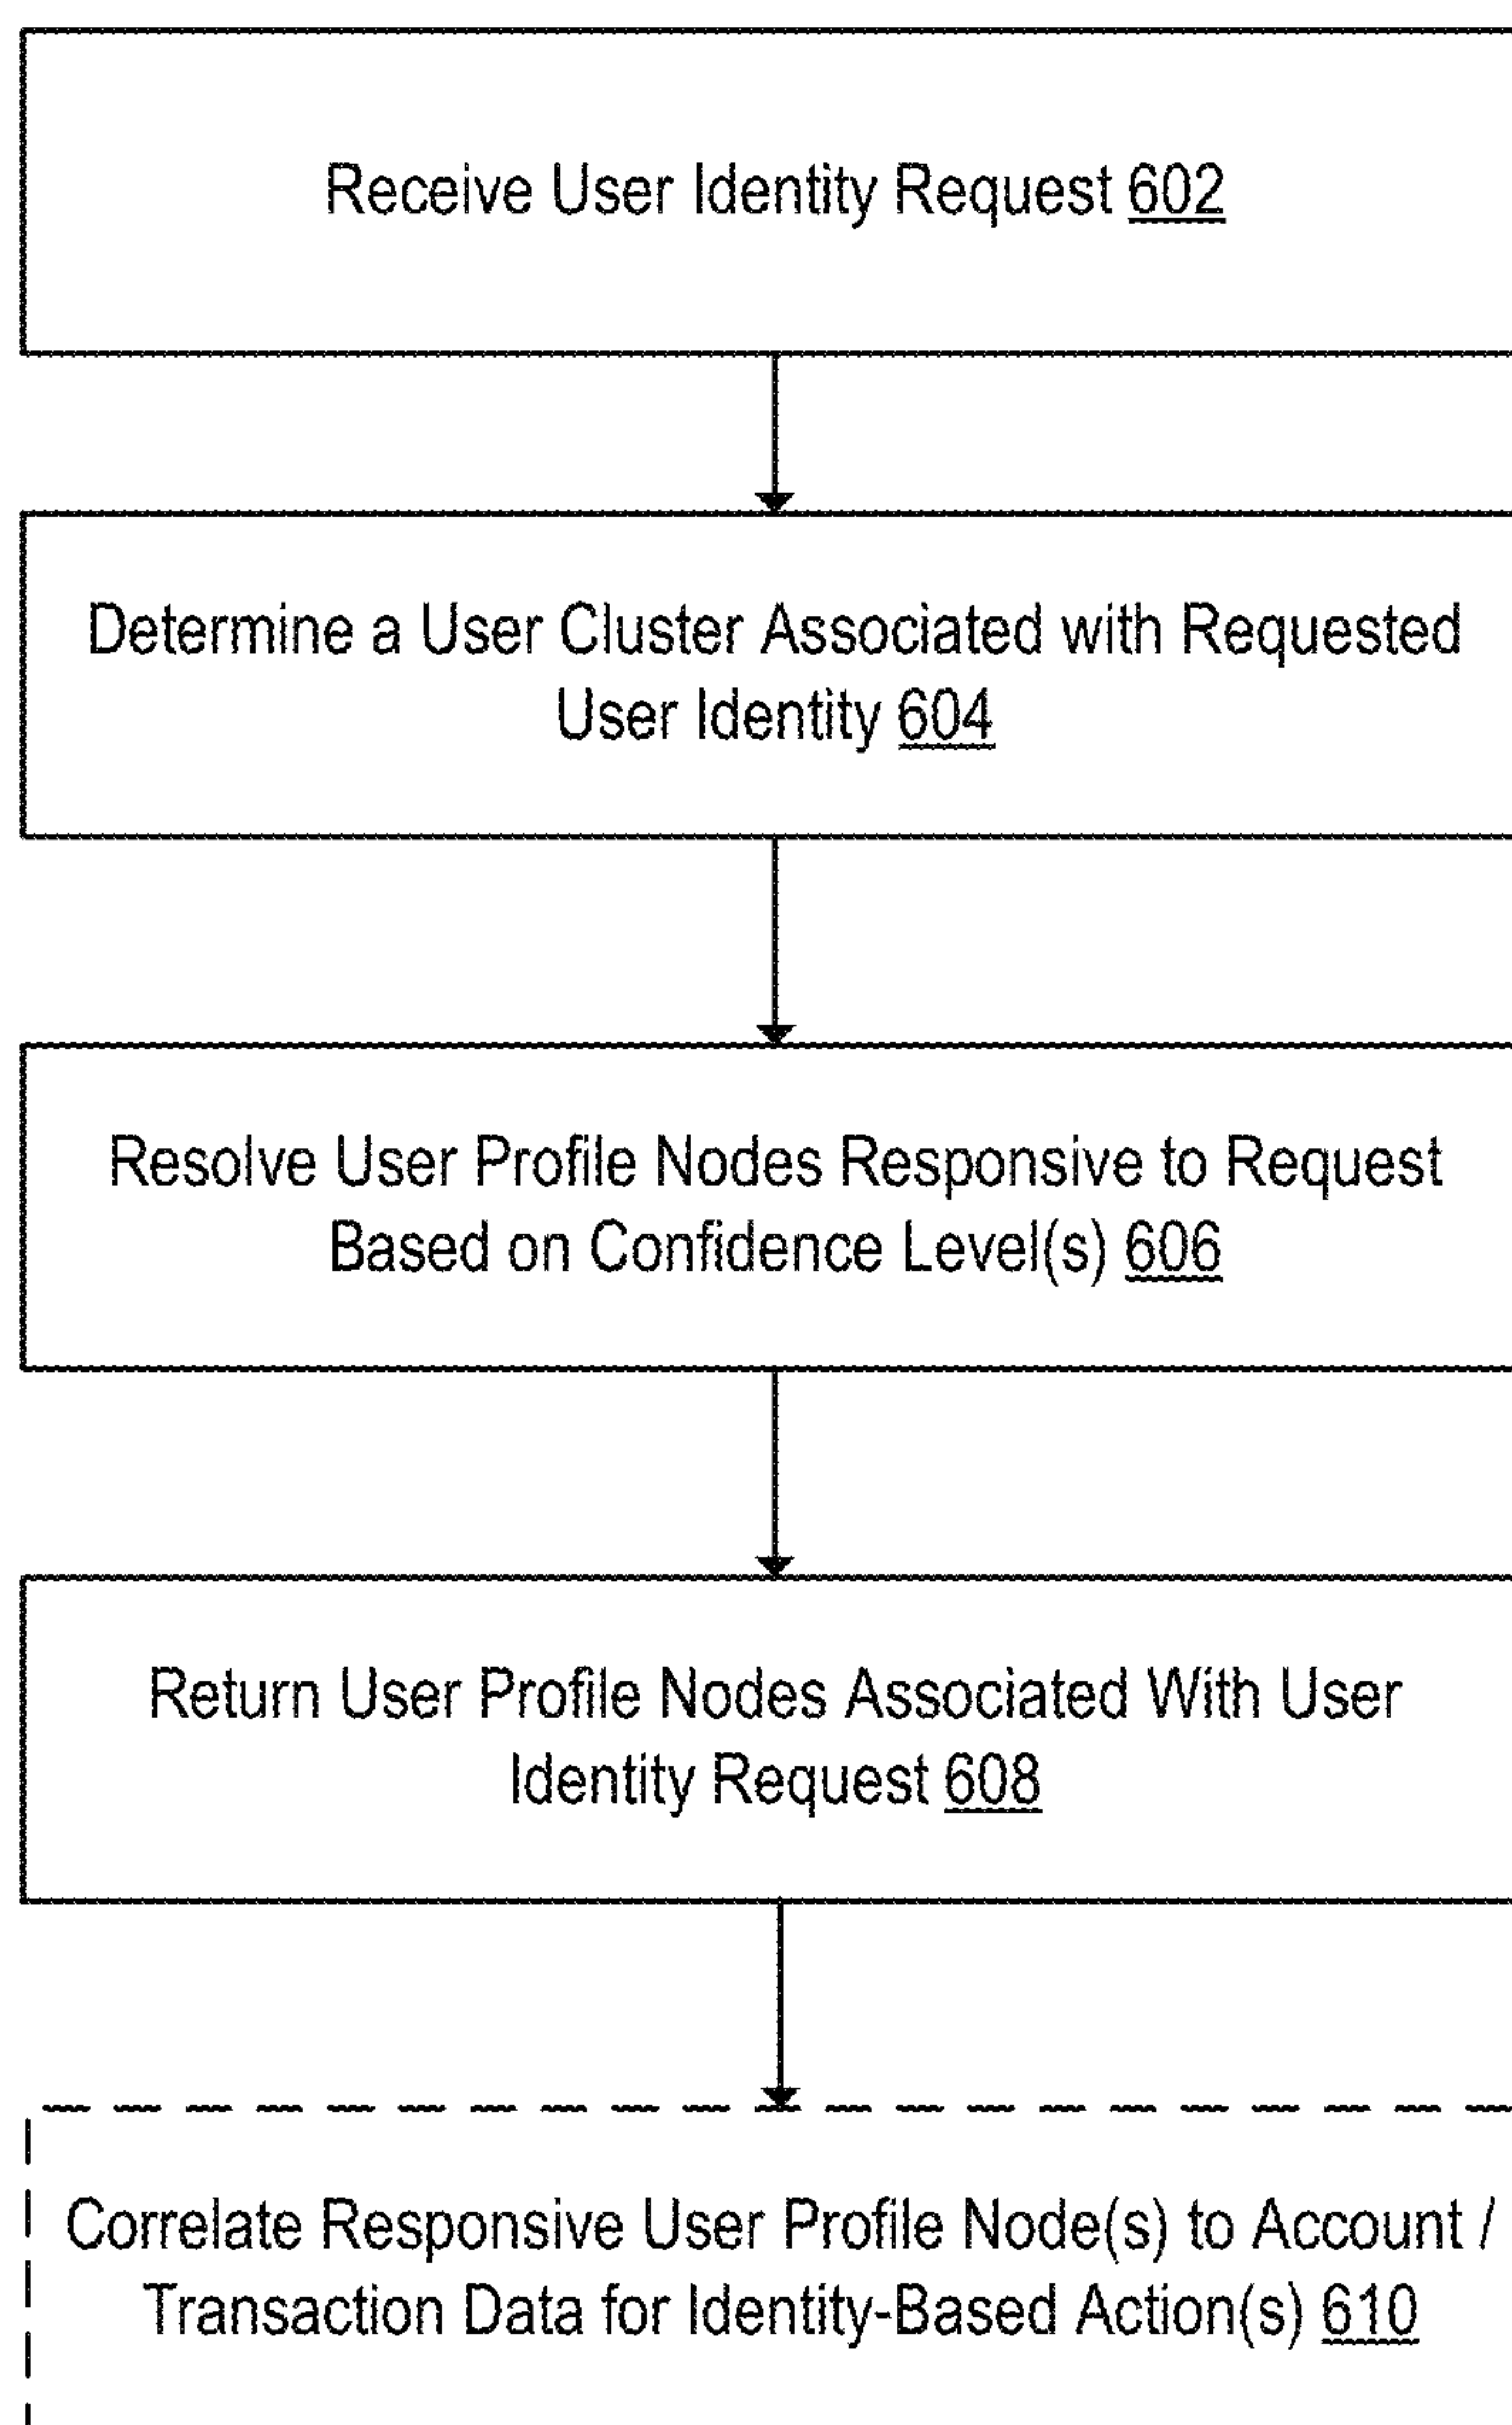 Receive User Identity Request 602
Determine a User Cluster Associated with Requested
User Identity 604
Resolve User Profile Nodes Responsive to Request
Based on Confidence Level(s) 606
Return User Profile Nodes Associated With User
Identity Request 608
Correlate Responsive User Profile Node(s) to Account /
Transaction Data for Identity-Based Action(s) 610